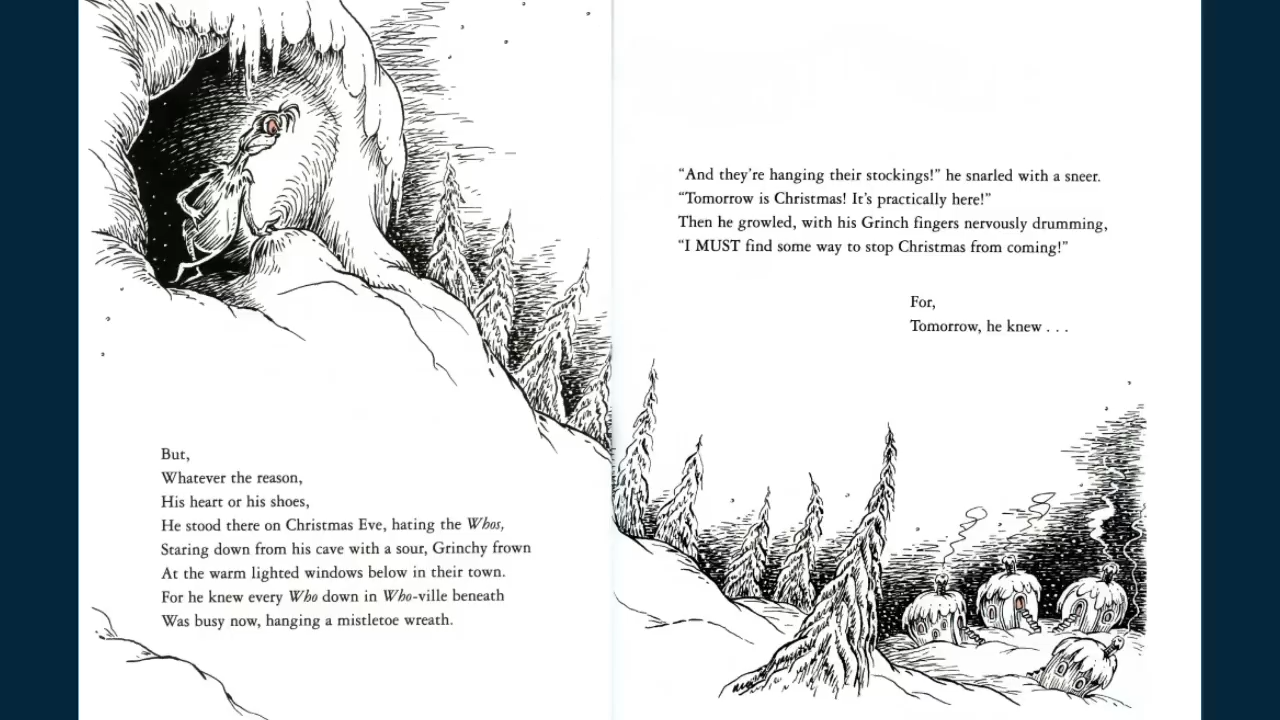 But,
Whatever the reason,
His heart or his shoes,
He stood there on Christmas Eve, hating the Whos,
Staring down from his cave with a sour, Grinchy frown
At the warm lighted windows below in their town.
For he knew every Who down in Who-ville beneath
Was busy now, hanging a mistletoe wreath.
“And they’re hanging their stockings!” he snarled with a sneer.
“Tomorrow is Christmas! It’s practically here!”
Then he growled, with his Grinch fingers nervously drumming,
“I MUST find some way to stop Christmas from coming!”
For,
Tomorrow, he knew . . .